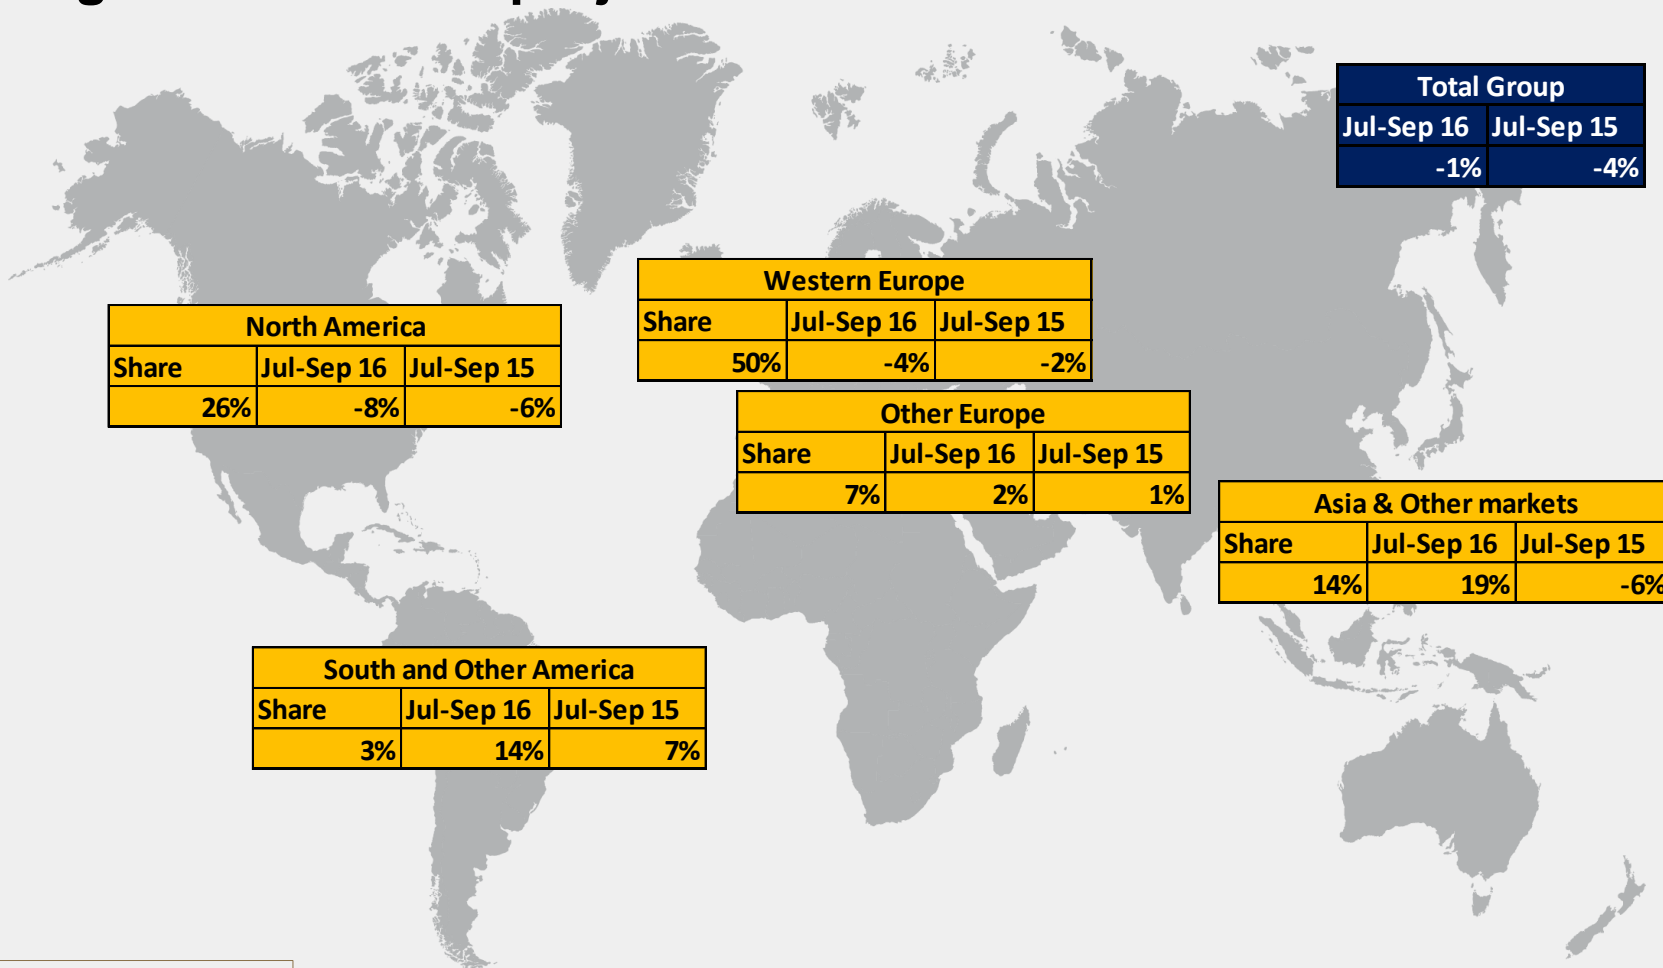 Total Group
Jul-Sep 16 Jul-Sep 15
-1% -4%
Western Europe
Share Jul-Sep 16 Jul-Sep 15
50% -4% -2%
North America
Share Jul-Sep 16 Jul-Sep 15
26% -8% -6%
Other Europe
Share Jul-Sep 16 Jul-Sep 15
7% 2% 1%
Asia & Other markets
Share Jul-Sep 16 Jul-Sep 15
14% 19% -6%
South and Other America
Share Jul-Sep 16 Jul-Sep 15
3% 14% 7%